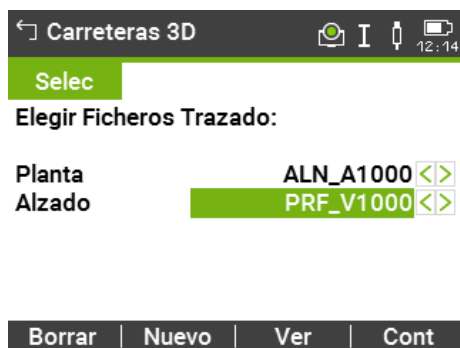 Carreteras 3D I 12:14
Selec
Elegir Ficheros Trazado:
Planta ALN_A1000 < >
Alzado PRF_V1000 < >
Borrar | Nuevo | Ver | Cont